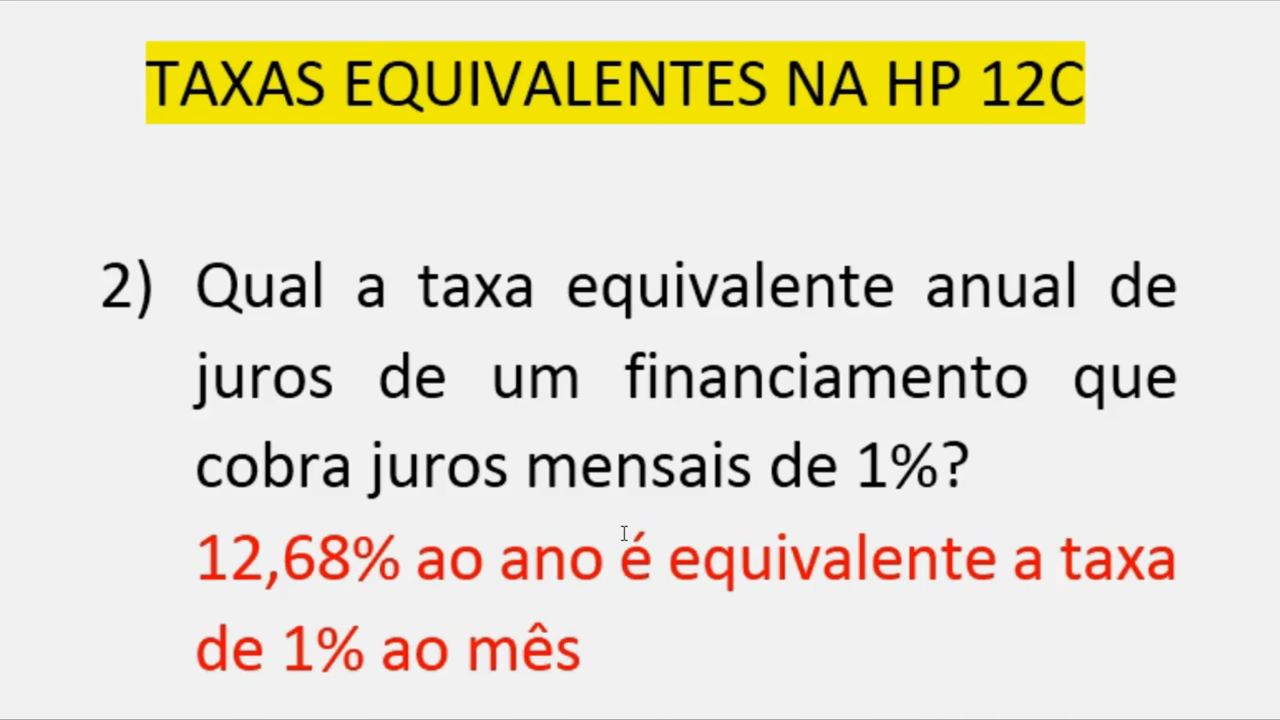 TAXAS EQUIVALENTES NA HP 12C
2) Qual a taxa equivalente anual de
juros de um financiamento que
cobra juros mensais de 1%?
12,68% ao ano é equivalente a taxa
de 1% ao mês